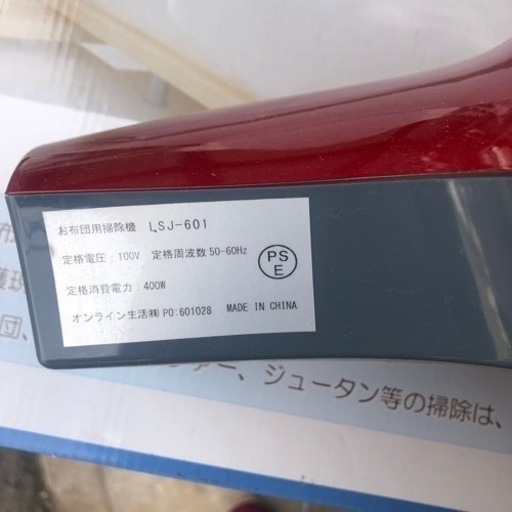 お布団用掃除機 LSJ-601
定格電圧:100V 定格周波数 50-60Hz
PS
E
定格消費電力:400W
オンライン生活㈱ PO:601028 MADE IN CHINA
布
団、
ー、ジュータン等の掃除は、